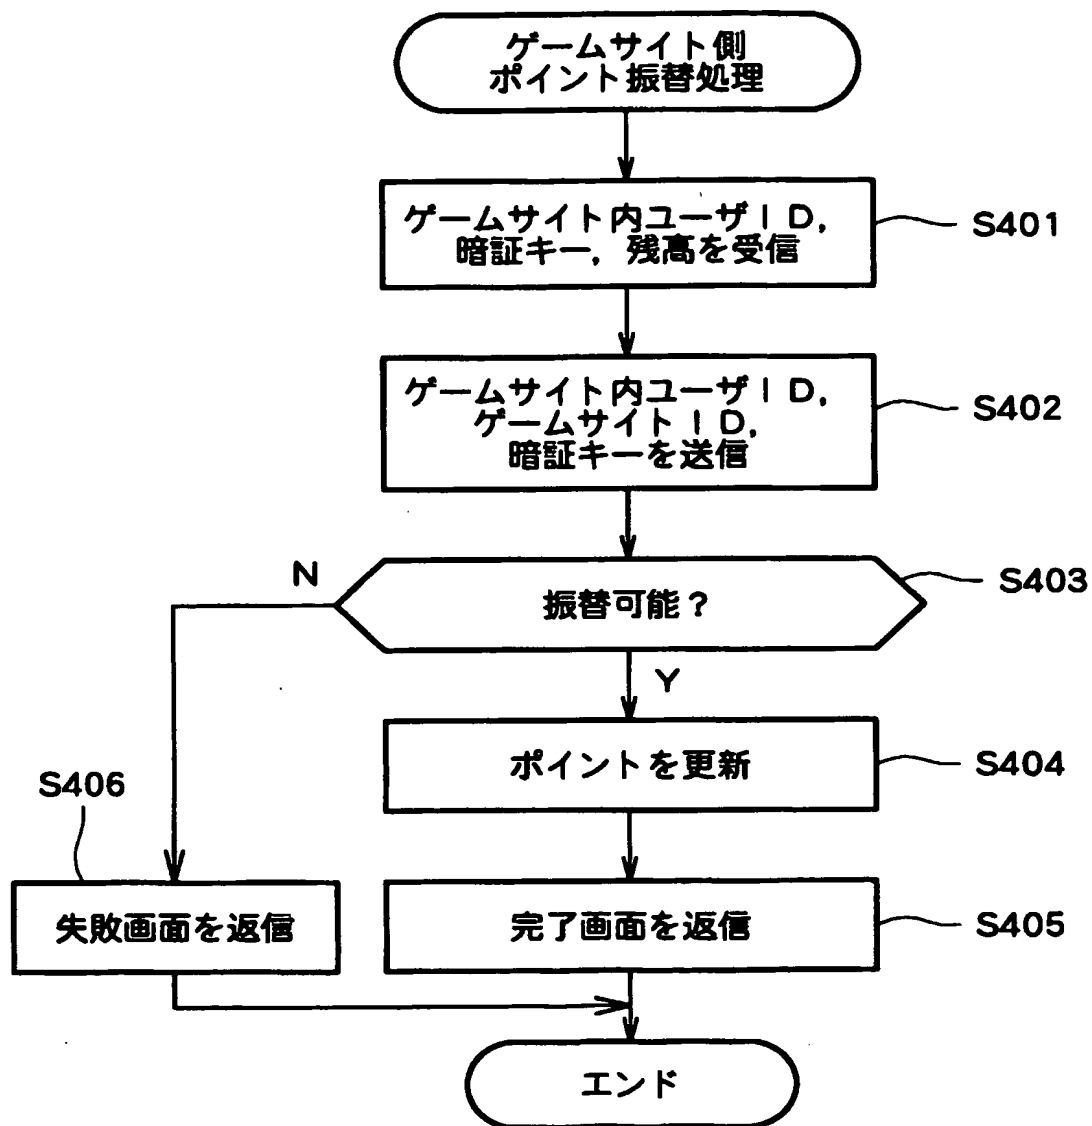 ゲームサイト側
ポイント振替処理
ゲームサイト内ユーザID,
暗証キー,残高を受信
S401
ゲームサイト内ユーザID,
ゲームサイトID,
暗証キーを送信
S402
N
振替可能?
S403
Y
ポイントを更新
S404
S406
失敗画面を返信
完了画面を返信
S405
エンド